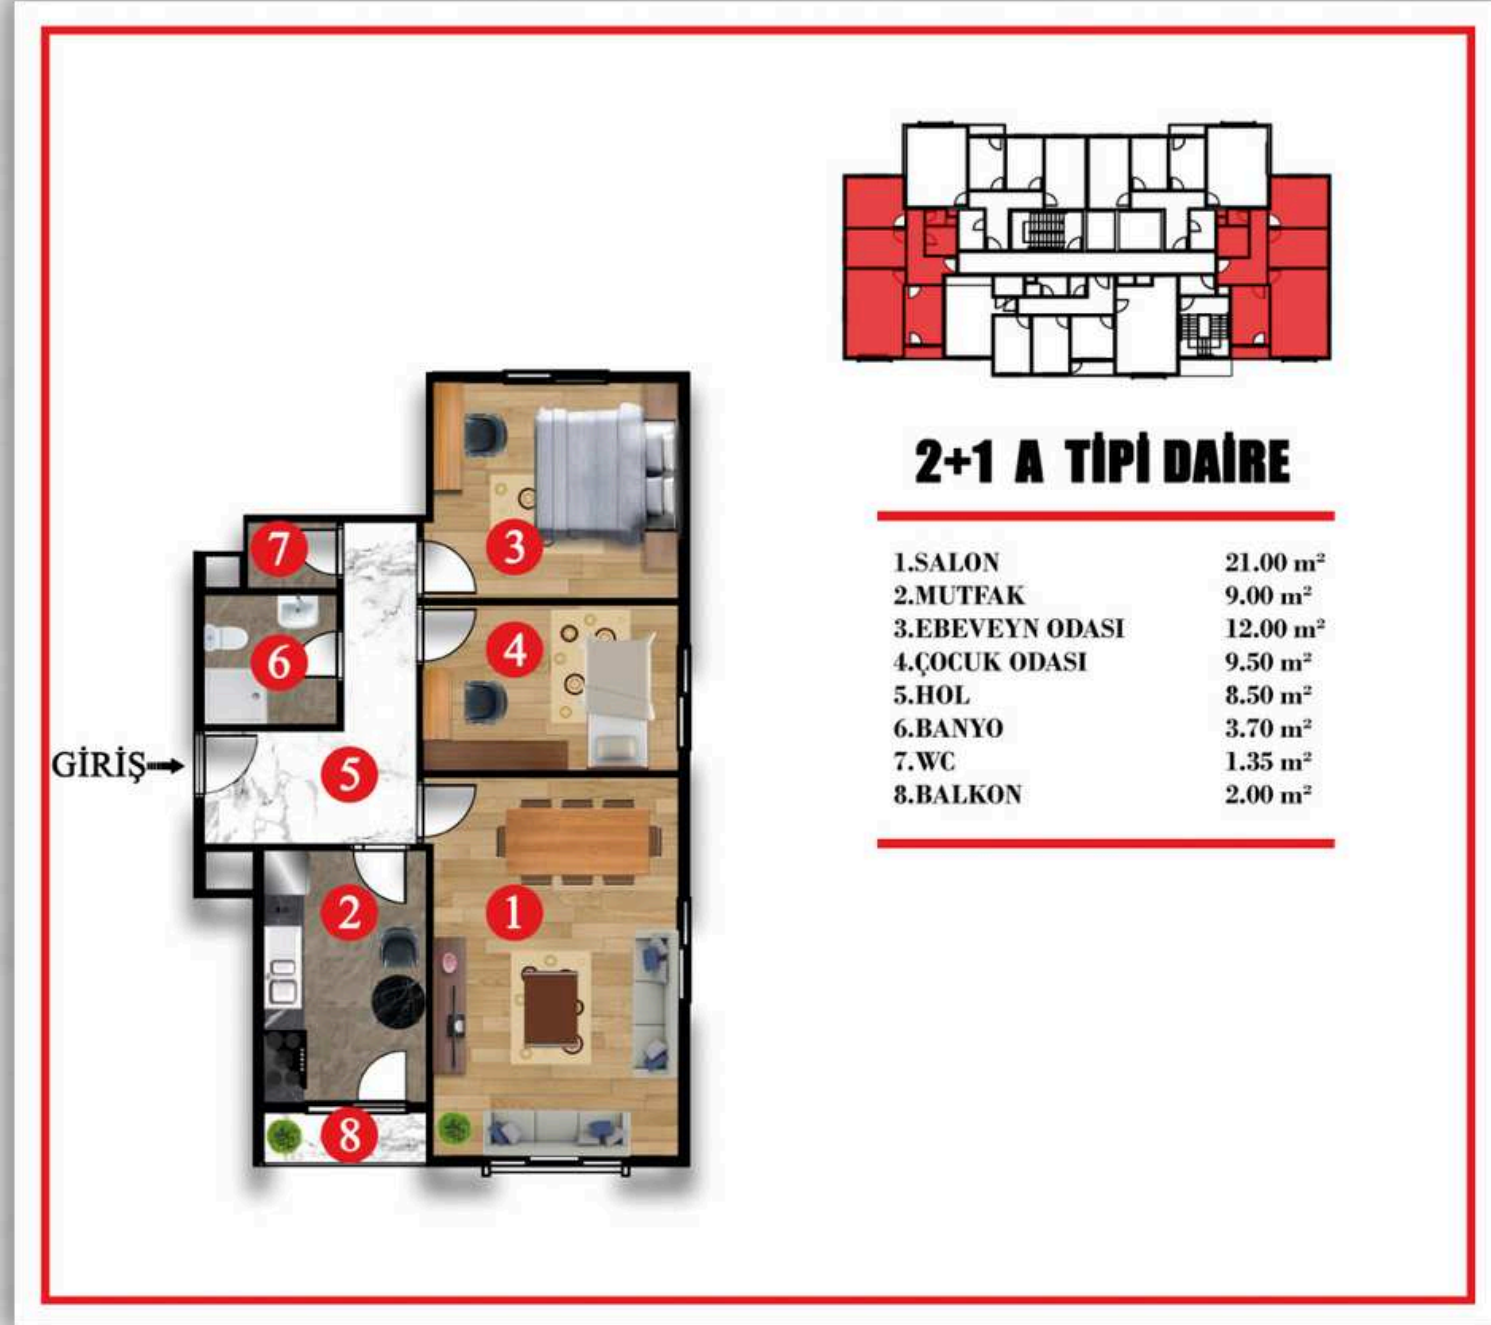 2+1 A TİPİ DAİRE
1.SALON 21.00 m²
2.MUTFAK 9.00 m²
3.EBEVEYN ODASI 12.00 m²
4.ÇOCUK ODASI 9.50 m²
5.HOL 8.50 m²
6.BANYO 3.70 m²
7.WC 1.35 m²
8.BALKON 2.00 m²
3
7
4
6
GİRİŞ
5
2
1
8